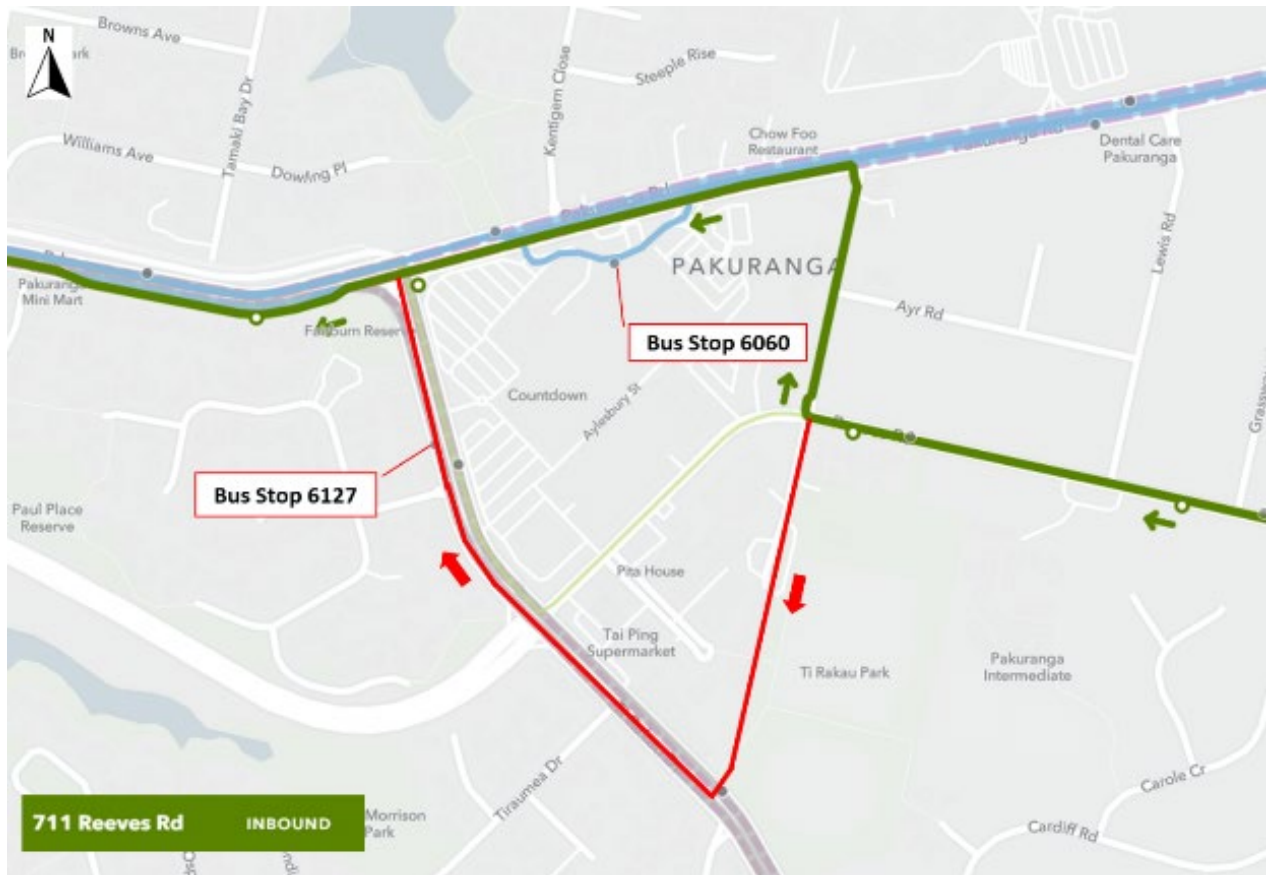 N
Browns Ave
Tamaki Bay Dr
Williams Ave
Dowling Pl
Kentigern Close
Steeple Rise
Chow Foo
Restaurant
Pakuranga Rd
Dental Care
Pakuranga
Lewis Rd
PAKURANGA
Pakuranga
Mini Mart
Bus Stop 6060
Ayr Rd
Countdown
Aylesbury St
Bus Stop 6127
Paul Place
Reserve
Pita House
Tai Ping
Supermarket
Ti Rakau Park
Pakuranga
Intermediate
Tiraumea Dr
Carole Cr
Cardiff Rd
Morrison
Park
711 Reeves Rd INBOUND